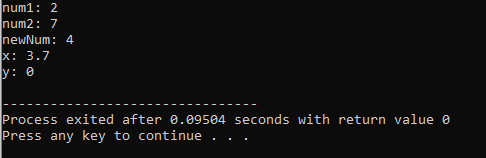 num1: 2
num2: 7
newNum: 4
x: 3.7
y: 0
--------------------------------
Process exited after 0.09504 seconds with return value 0
Press any key to continue . . .